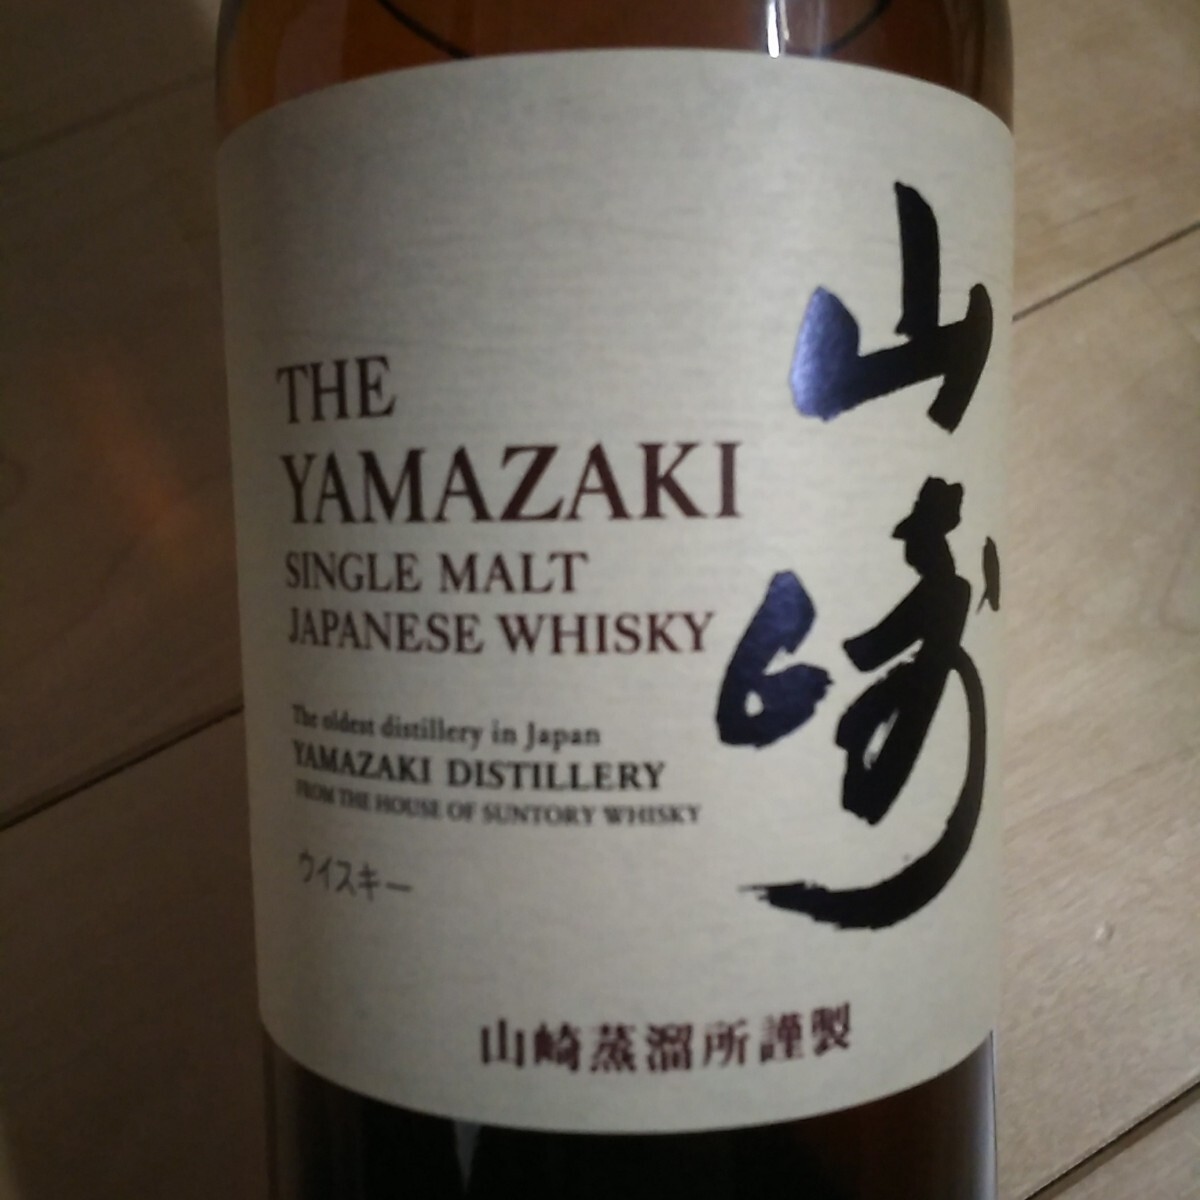 THE
YAMAZAKI
SINGLE MALT
JAPANESE WHISKY
The oldest distillery in Japan
YAMAZAKI DISTILLERY
FROM THE HOUSE OF SUNTORY WHISKY
ウイスキー
山崎
山崎蒸溜所謹製